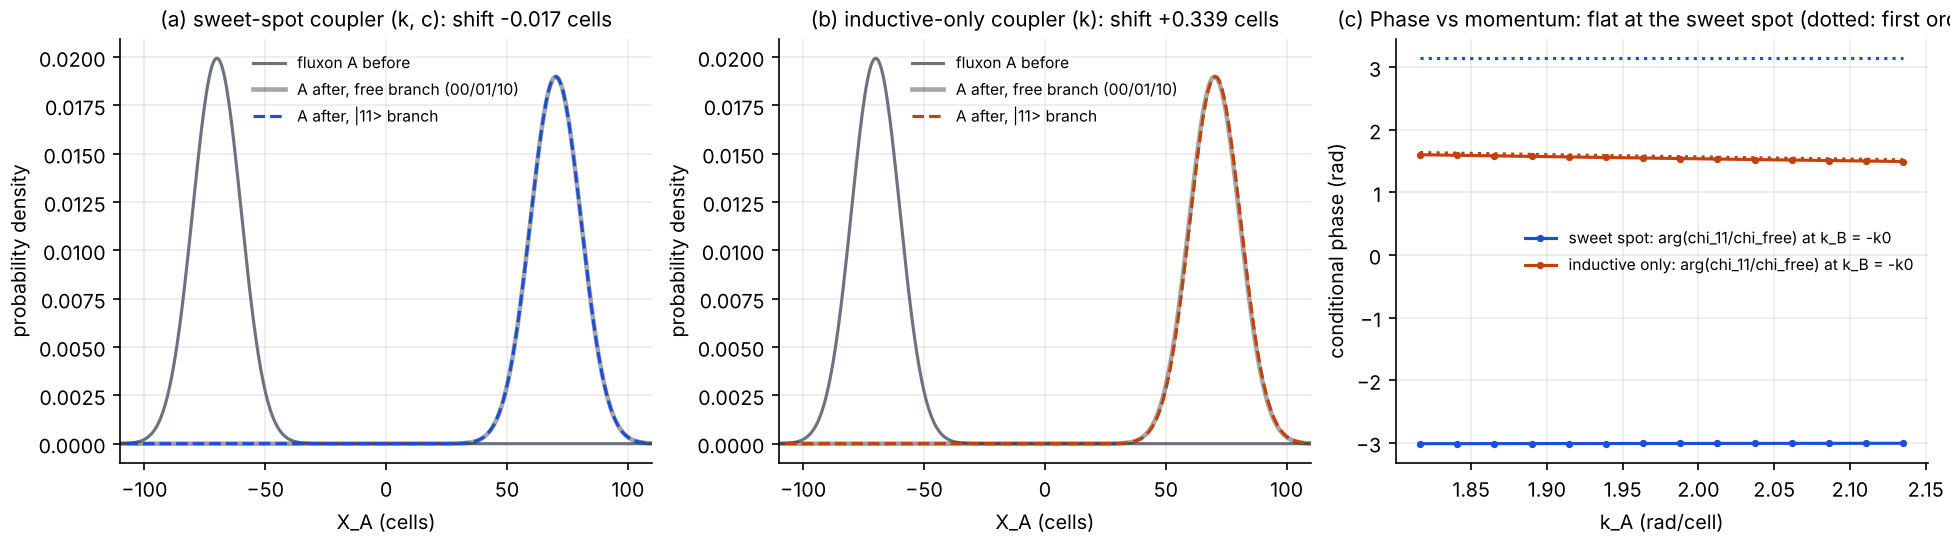 (a) sweet-spot coupler (k, c): shift -0.017 cells
fluxon A before
A after, free branch (00/01/10)
A after, |11> branch
probability density
0.0200
0.0175
0.0150
0.0125
0.0100
0.0075
0.0050
0.0025
0.0000
−100
−50
0
50
100
X_A (cells)
(b) inductive-only coupler (k): shift +0.339 cells
fluxon A before
A after, free branch (00/01/10)
A after, |11> branch
probability density
0.0200
0.0175
0.0150
0.0125
0.0100
0.0075
0.0050
0.0025
0.0000
−100
−50
0
50
100
X_A (cells)
(c) Phase vs momentum: flat at the sweet spot (dotted: first
sweet spot: arg(chi_11/chi_free) at k_B = -k0
inductive only: arg(chi_11/chi_free) at k_B = -k0
conditional phase (rad)
3
2
1
0
−1
−2
−3
1.85
1.90
1.95
2.00
2.05
2.10
2.15
k_A (rad/cell)